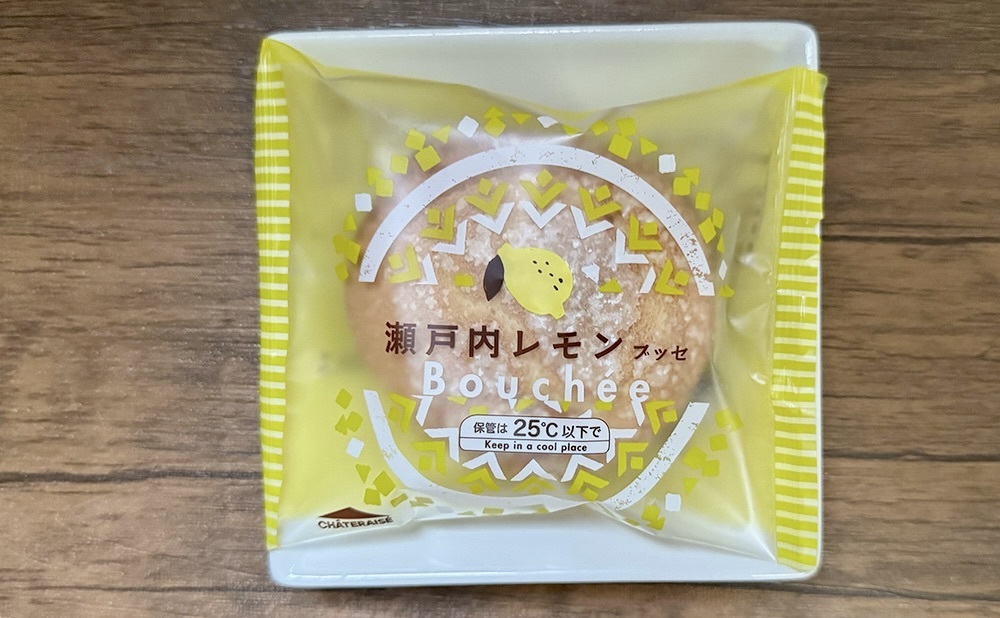 瀬戸内レモン ブッセ
Bouchée
保管は 25℃ 以下で
Keep in a cool place
CHÂTERAISÉ